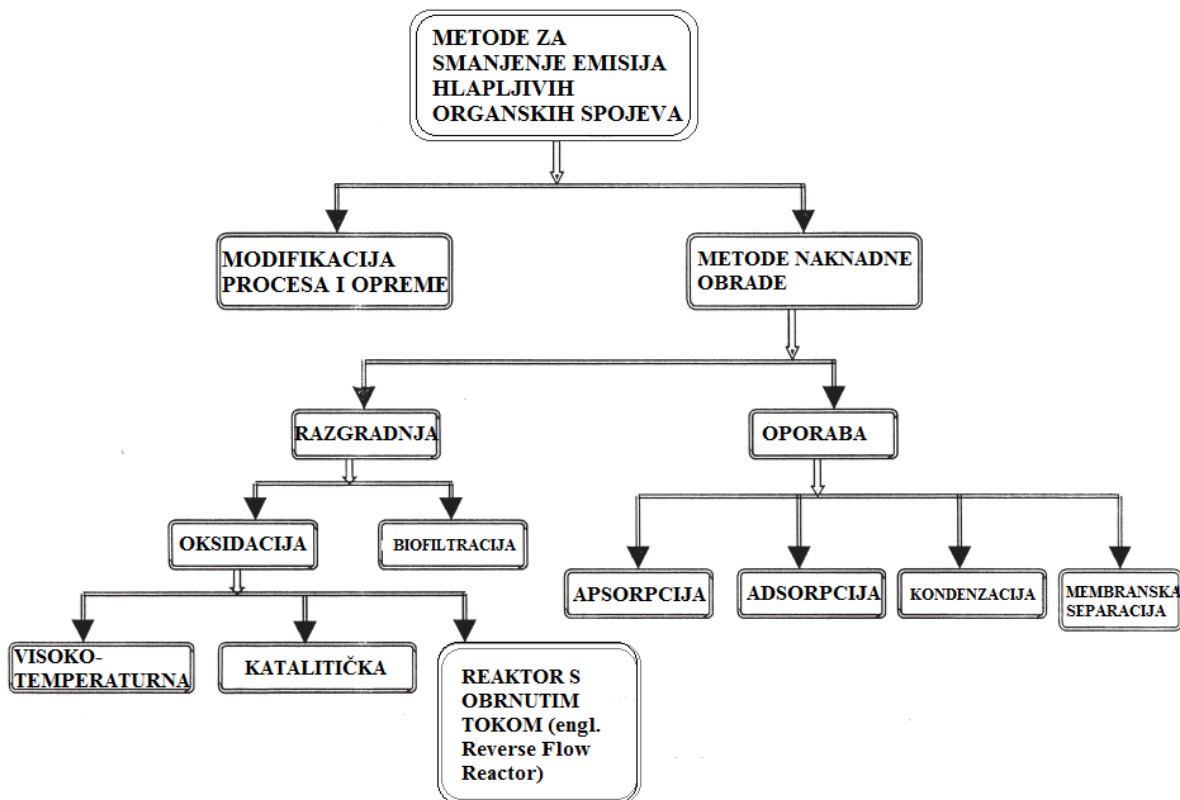 METODE ZA
SMANJENJE EMISIJA
HLAPLJIVIH
ORGANSKIH SPOJEVA
MODIFIKACIJA
PROCESA I OPREME
METODE NAKNADNE
OBRADE
RAZGRADNJA
OPORABA
OKSIDACIJA
BIOFILTRACIJA
APSORPCIJA
ADSORPCIJA
KONDENZACIJA
MEMBRANSKA
SEPARACIJA
VISOKO-
TEMPERATURNA
KATALITIČKA
REAKTOR S
OBRNUTIM
TOKOM (engl.
Reverse Flow
Reactor)